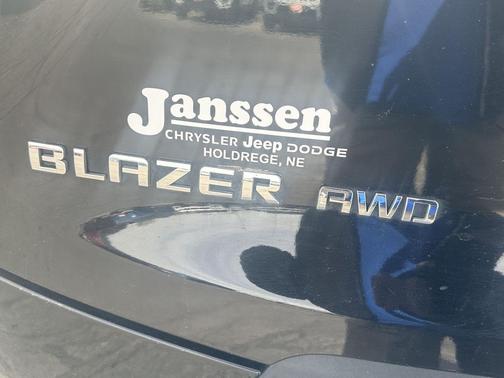 Janssen
CHRYSLER Jeep DODGE
HOLDREGE, NE
BLAZER AWD